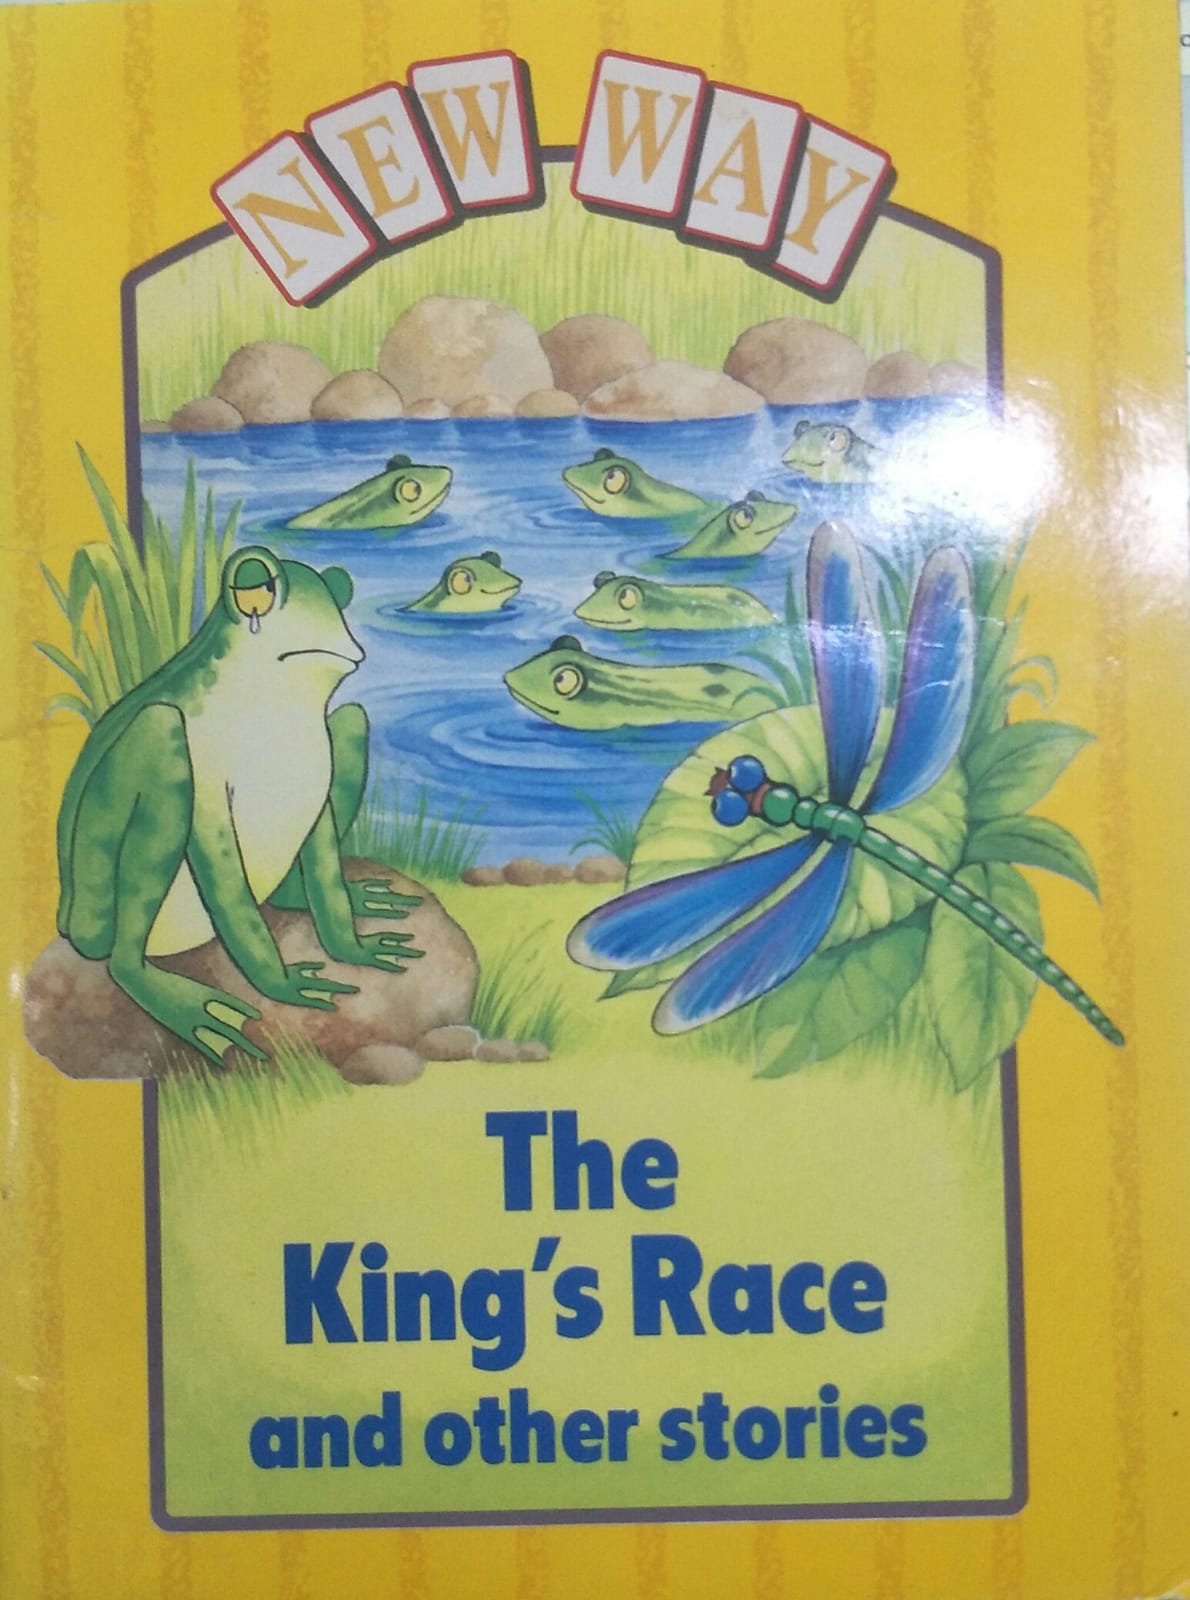 NEW WAY
The
King's Race
and other stories